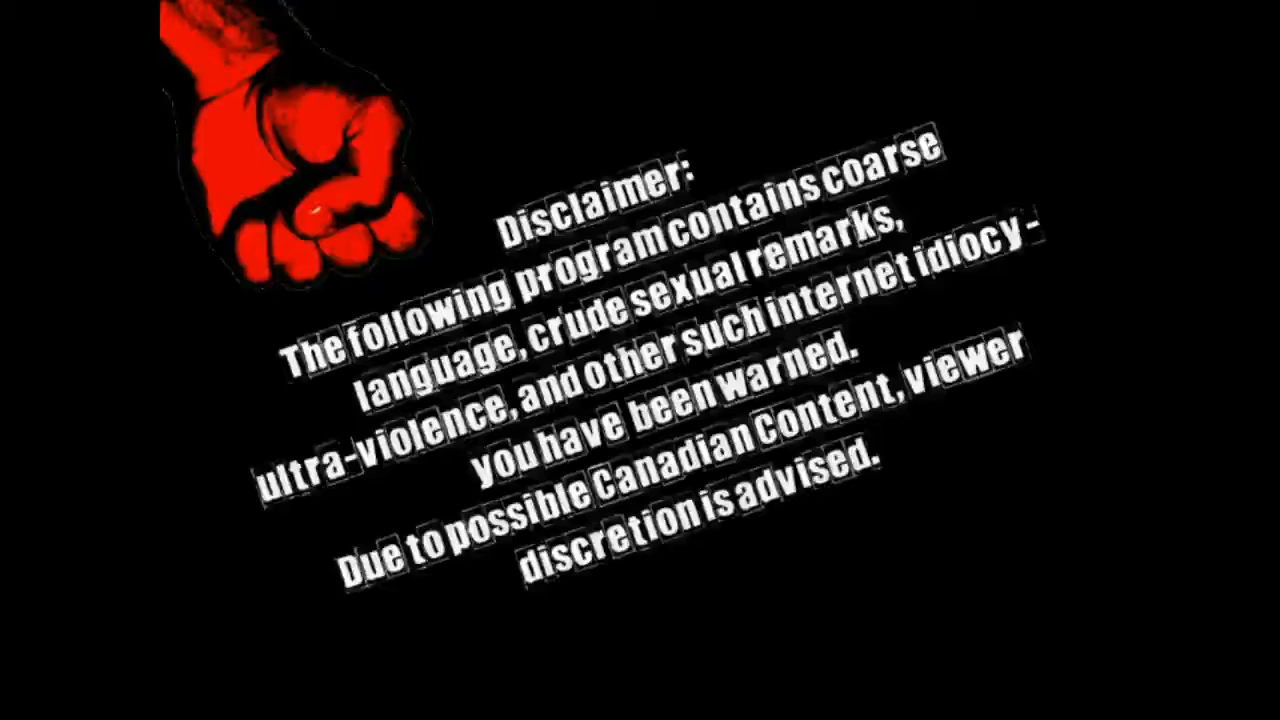 Disclaimer:
The following program contains coarse
language, crude sexual remarks,
ultra-violence, and other such internet idiocy -
you have been warned.
Due to possible Canadian Content, viewer
discretion is advised.